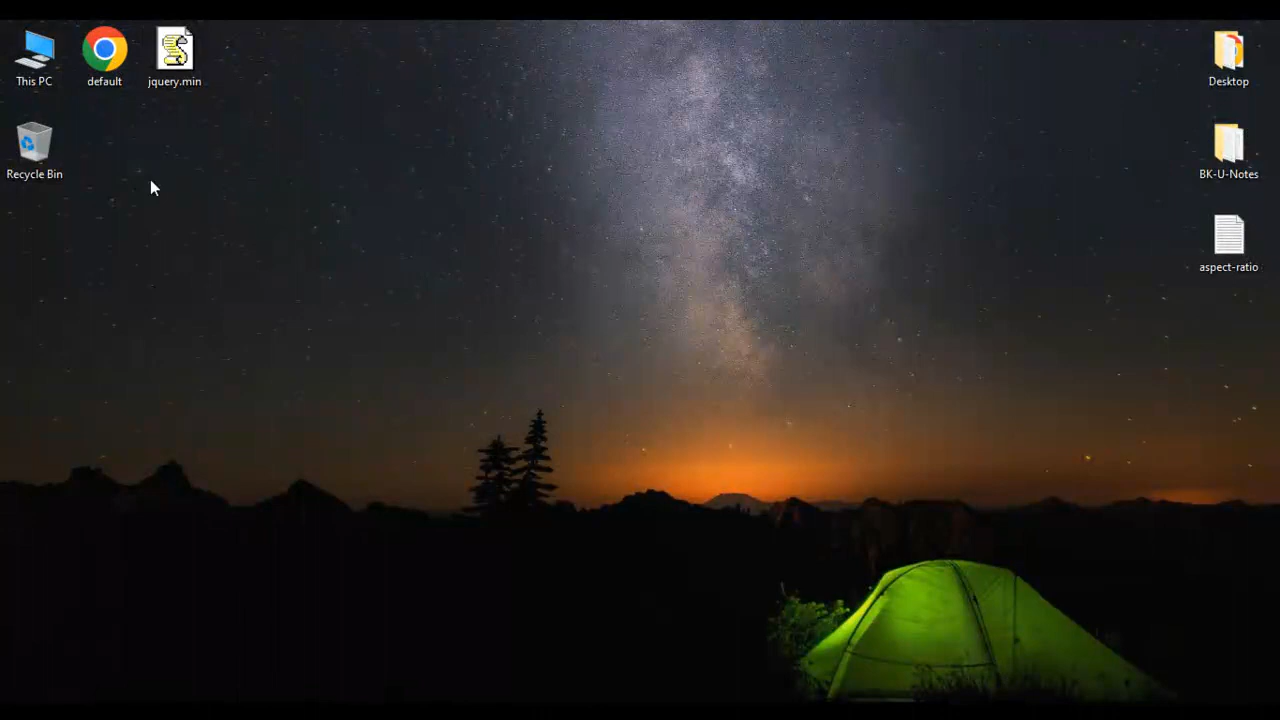 This PC
default
jquery.min
Desktop
Recycle Bin
BK-U-Notes
aspect-ratio